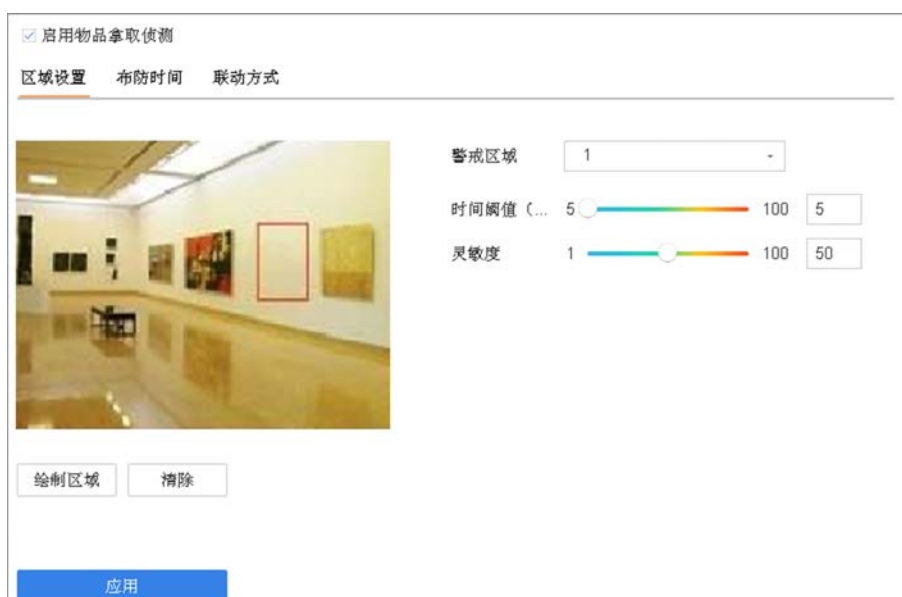 启用物品拿取侦测
区域设置 布防时间 联动方式
警戒区域 1
时间阈值（... 5 100 5
灵敏度 1 100 50
绘制区域 清除
应用